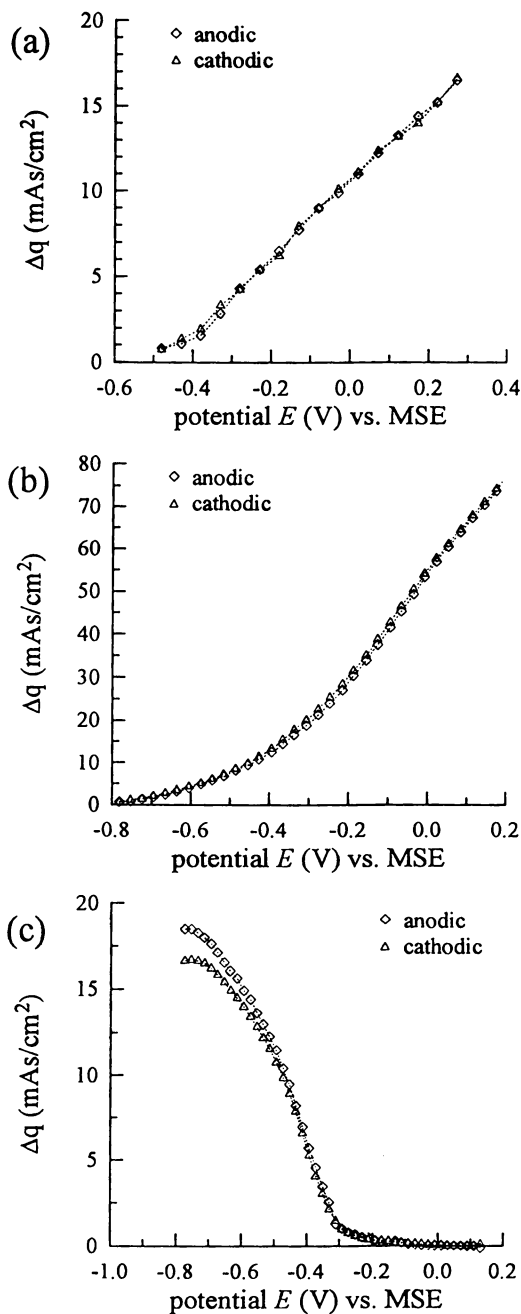 (a)
◇ anodic
△ cathodic
20
15
10
5
0
Δq (mAs/cm²)
-0.6 -0.4 -0.2 0.0 0.2 0.4
potential E (V) vs. MSE
(b)
◇ anodic
△ cathodic
80
70
60
50
40
30
20
10
0
Δq (mAs/cm²)
-0.8 -0.6 -0.4 -0.2 0.0 0.2
potential E (V) vs. MSE
(c)
◇ anodic
△ cathodic
20
15
10
5
0
Δq (mAs/cm²)
-1.0 -0.8 -0.6 -0.4 -0.2 0.0 0.2
potential E (V) vs. MSE